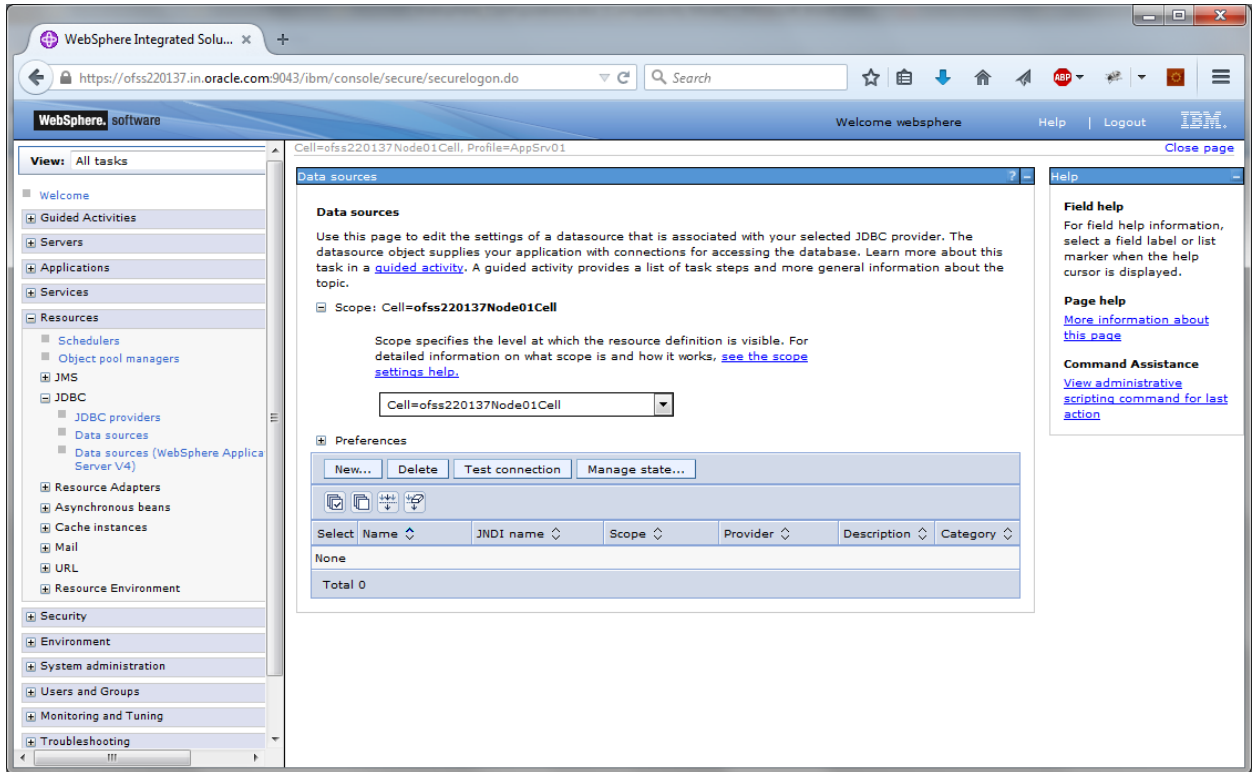 WebSphere Integrated Solu... × +
https://ofss220137.in.oracle.com:9043/ibm/console/secure/securelogon.do
Search
ABP
WebSphere. software
Welcome websphere
Help | Logout
IBM.
View: All tasks
Welcome
Guided Activities
Servers
Applications
Services
Resources
Schedulers
Object pool managers
JMS
JDBC
JDBC providers
Data sources
Data sources (WebSphere Applica
Server V4)
Resource Adapters
Asynchronous beans
Cache instances
Mail
URL
Resource Environment
Security
Environment
System administration
Users and Groups
Monitoring and Tuning
Troubleshooting
Cell=ofss220137Node01Cell, Profile=AppSrv01
Close page
Data sources
? –
Data sources
Use this page to edit the settings of a datasource that is associated with your selected JDBC provider. The
datasource object supplies your application with connections for accessing the database. Learn more about this
task in a guided activity. A guided activity provides a list of task steps and more general information about the
topic.
Scope: Cell=ofss220137Node01Cell
Scope specifies the level at which the resource definition is visible. For
detailed information on what scope is and how it works, see the scope
settings help.
Cell=ofss220137Node01Cell
Preferences
New... Delete Test connection Manage state...
Select Name JNDI name Scope Provider Description Category
None
Total 0
Help –
Field help
For field help information,
select a field label or list
marker when the help
cursor is displayed.
Page help
More information about
this page
Command Assistance
View administrative
scripting command for last
action